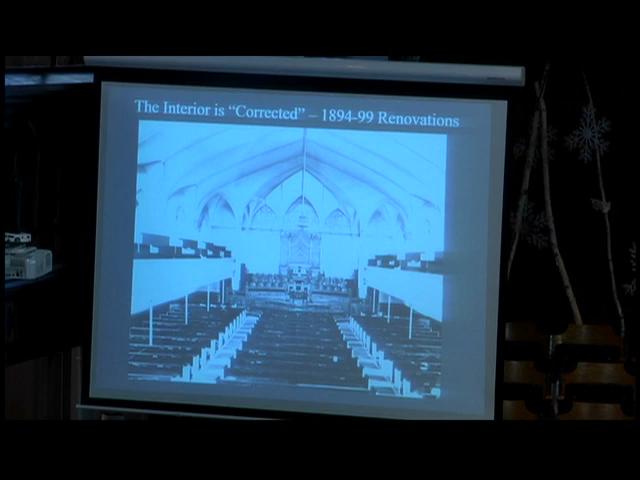 The Interior is “Corrected” – 1894-99 Renovations